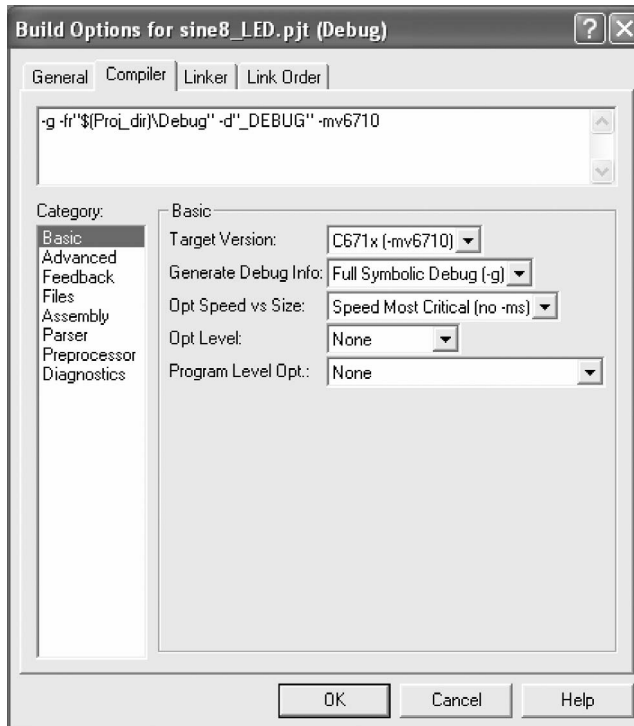 Build Options for sine8_LED.pjt (Debug)
General Compiler Linker Link Order
-g -fr"$(Proj_dir)\Debug" -d"_DEBUG" -mv6710
Category:
Basic
Advanced
Feedback
Files
Assembly
Parser
Preprocessor
Diagnostics
Basic
Target Version: C671x (-mv6710)
Generate Debug Info: Full Symbolic Debug (-g)
Opt Speed vs Size: Speed Most Critical (no -ms)
Opt Level: None
Program Level Opt.: None
OK Cancel Help